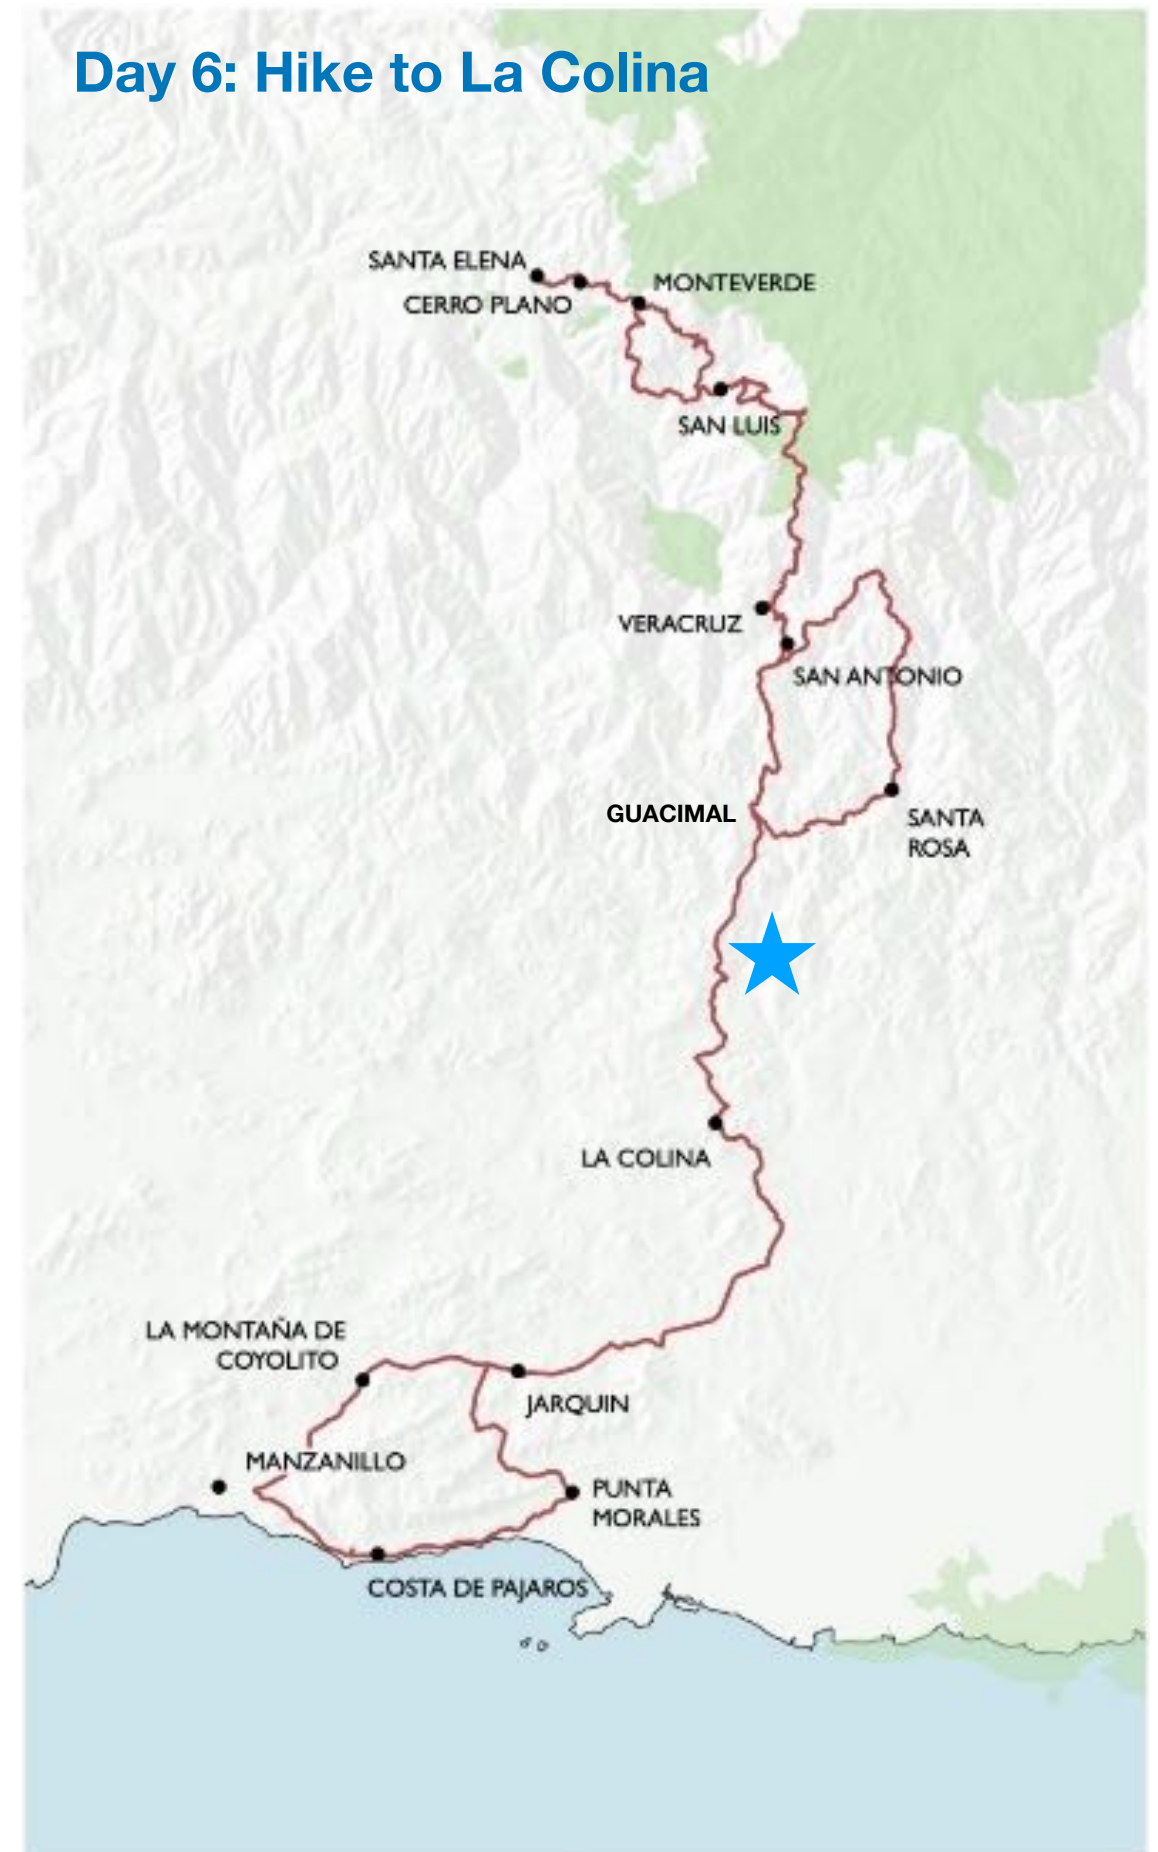 Day 6: Hike to La Colina
SANTA ELENA
MONTEVERDE
CERRO PLANO
SAN LUIS
VERACRUZ
SAN ANTONIO
GUACIMAL
SANTA
ROSA
LA COLINA
LA MONTAÑA DE
COYOLITO
JARQUIN
MANZANILLO
PUNTA
MORALES
COSTA DE PAJAROS